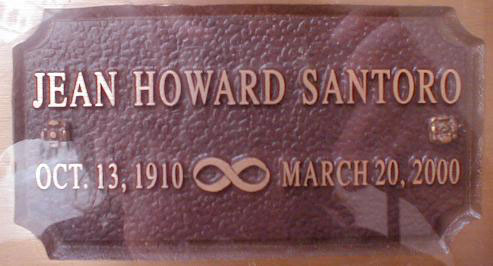 JEAN HOWARD SANTORO
OCT. 13, 1910 ∞ MARCH 20, 2000